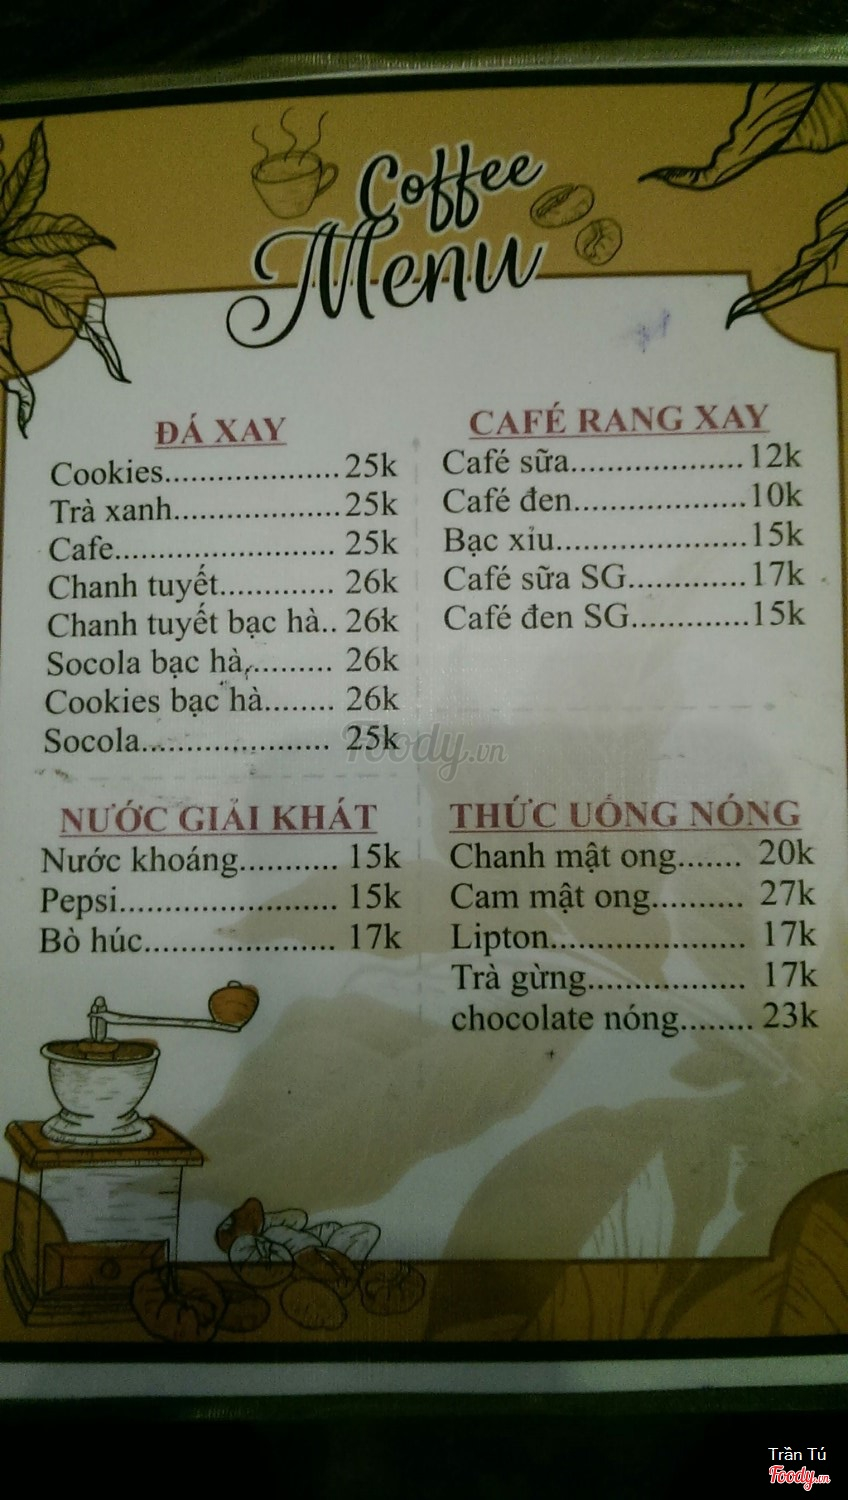 Coffee
Menu
ĐÁ XAY
Cookies....................25k
Trà xanh...................25k
Cafe......................... 25k
Chanh tuyết............. 26k
Chanh tuyết bạc hà.. 26k
Socola bạc hà.......... 26k
Cookies bạc hà........ 26k
Socola..................... 25k
CAFÉ RANG XAY
Café sữa....................12k
Café đen....................10k
Bạc xỉu......................15k
Café sữa SG..............17k
Café đen SG.............15k
NƯỚC GIẢI KHÁT
Nước khoáng........... 15k
Pepsi......................... 15k
Bò húc...................... 17k
THỨC UỐNG NÓNG
Chanh mật ong....... 20k
Cam mật ong.......... 27k
Lipton...................... 17k
Trà gừng.................. 17k
chocolate nóng........ 23k
Foody.vn
Trần Tú
Foody.vn